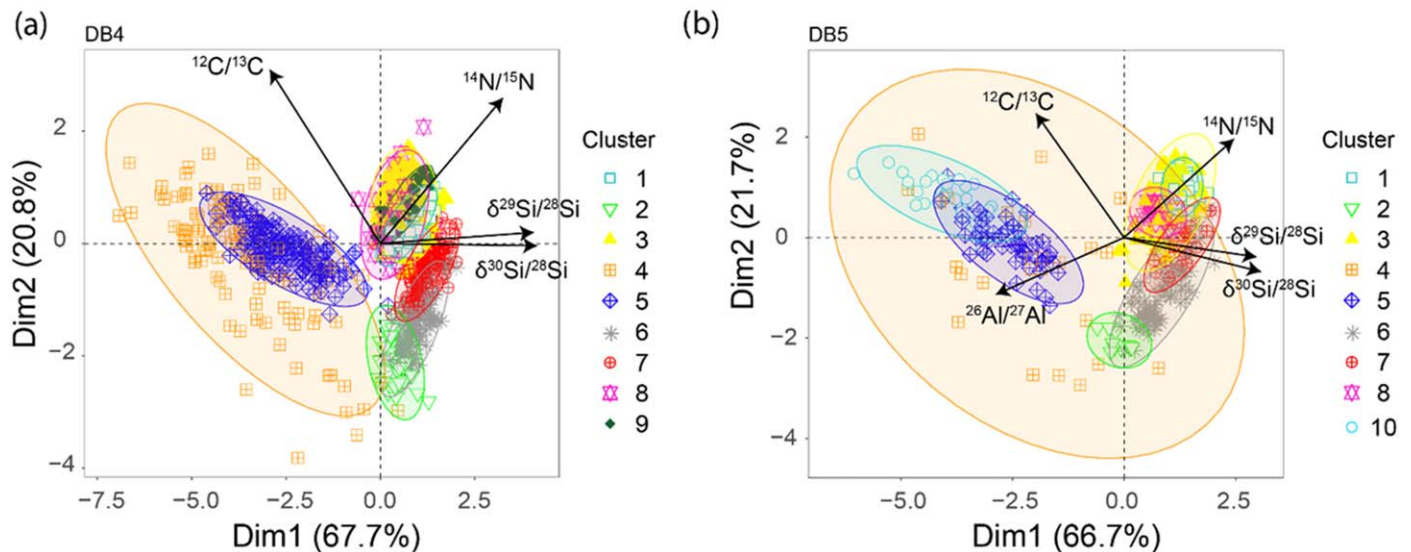 (a)
DB4
¹²C/¹³C
¹⁴N/¹⁵N
δ²⁹Si/²⁸Si
δ³⁰Si/²⁸Si
2
0
−2
−4
Dim2 (20.8%)
−7.5 −5.0 −2.5 0.0 2.5
Dim1 (67.7%)
Cluster
1
2
3
4
5
6
7
8
9
(b)
DB5
¹²C/¹³C
¹⁴N/¹⁵N
δ²⁹Si/²⁸Si
δ³⁰Si/²⁸Si
²⁶Al/²⁷Al
2
0
−2
−4
Dim2 (21.7%)
−5.0 −2.5 0.0 2.5
Dim1 (66.7%)
Cluster
1
2
3
4
5
6
7
8
10